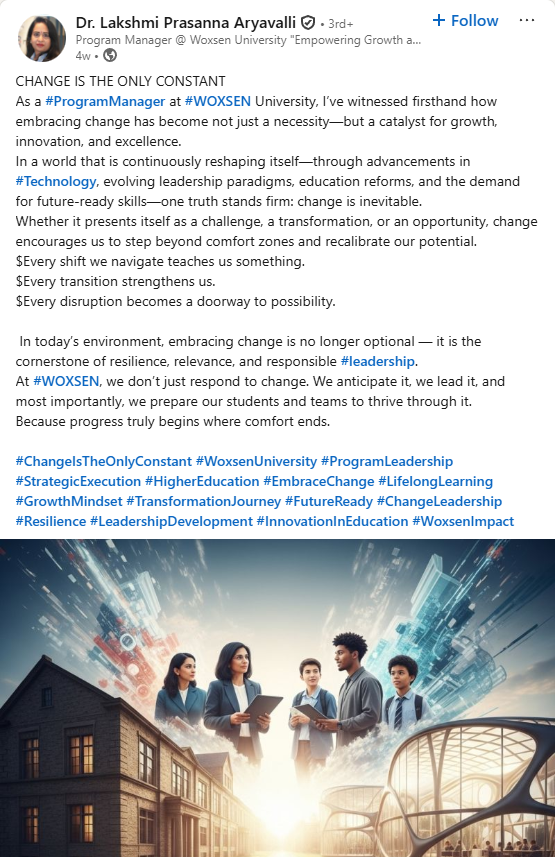 Dr. Lakshmi Prasanna Aryavalli • 3rd+
+ Follow
Program Manager @ Woxsen University "Empowering Growth a...
4w •
CHANGE IS THE ONLY CONSTANT
As a #ProgramManager at #WOXSEN University, I've witnessed firsthand how
embracing change has become not just a necessity—but a catalyst for growth,
innovation, and excellence.
In a world that is continuously reshaping itself—through advancements in
#Technology, evolving leadership paradigms, education reforms, and the demand
for future-ready skills—one truth stands firm: change is inevitable.
Whether it presents itself as a challenge, a transformation, or an opportunity, change
encourages us to step beyond comfort zones and recalibrate our potential.
$Every shift we navigate teaches us something.
$Every transition strengthens us.
$Every disruption becomes a doorway to possibility.
In today's environment, embracing change is no longer optional — it is the
cornerstone of resilience, relevance, and responsible #leadership.
At #WOXSEN, we don't just respond to change. We anticipate it, we lead it, and
most importantly, we prepare our students and teams to thrive through it.
Because progress truly begins where comfort ends.
#ChangeIsTheOnlyConstant #WoxsenUniversity #ProgramLeadership
#StrategicExecution #HigherEducation #EmbraceChange #LifelongLearning
#GrowthMindset #TransformationJourney #FutureReady #ChangeLeadership
#Resilience #LeadershipDevelopment #InnovationInEducation #WoxsenImpact